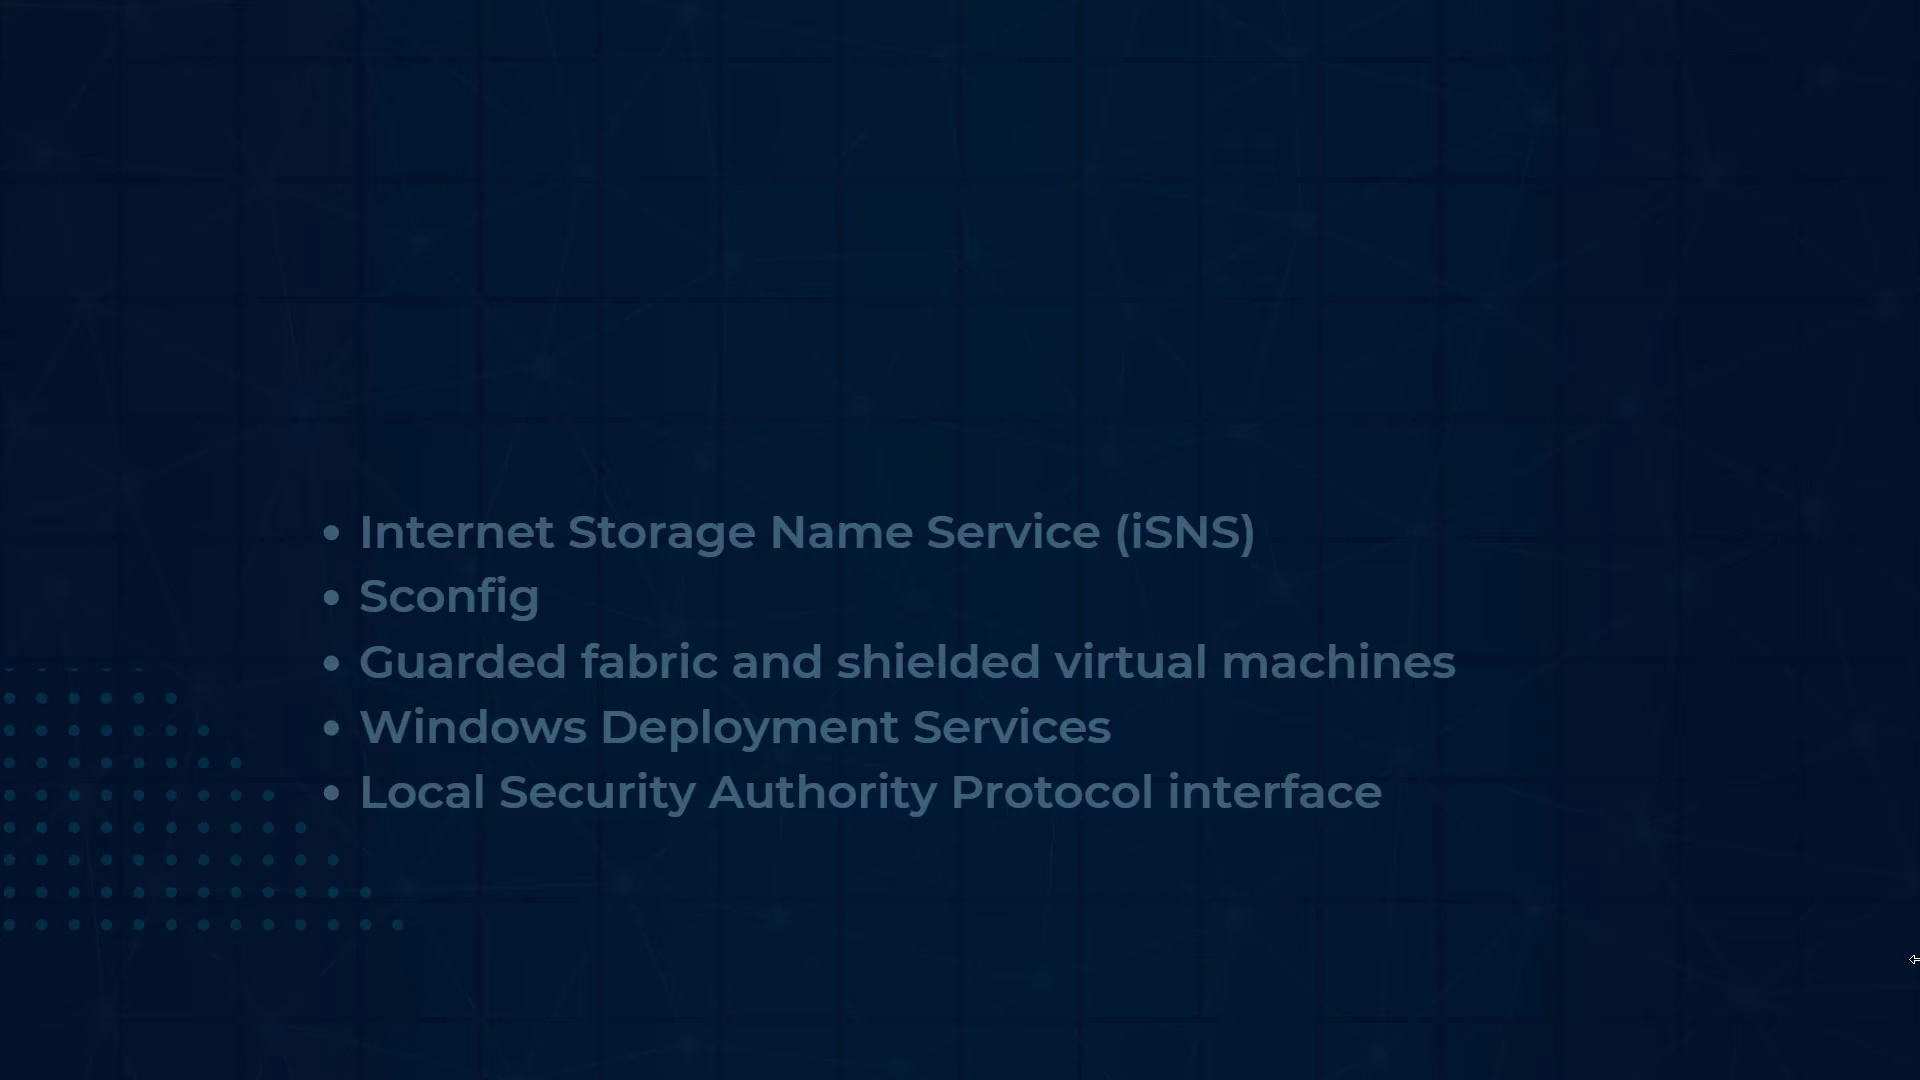 • Internet Storage Name Service (iSNS)
• Sconfig
• Guarded fabric and shielded virtual machines
• Windows Deployment Services
• Local Security Authority Protocol interface